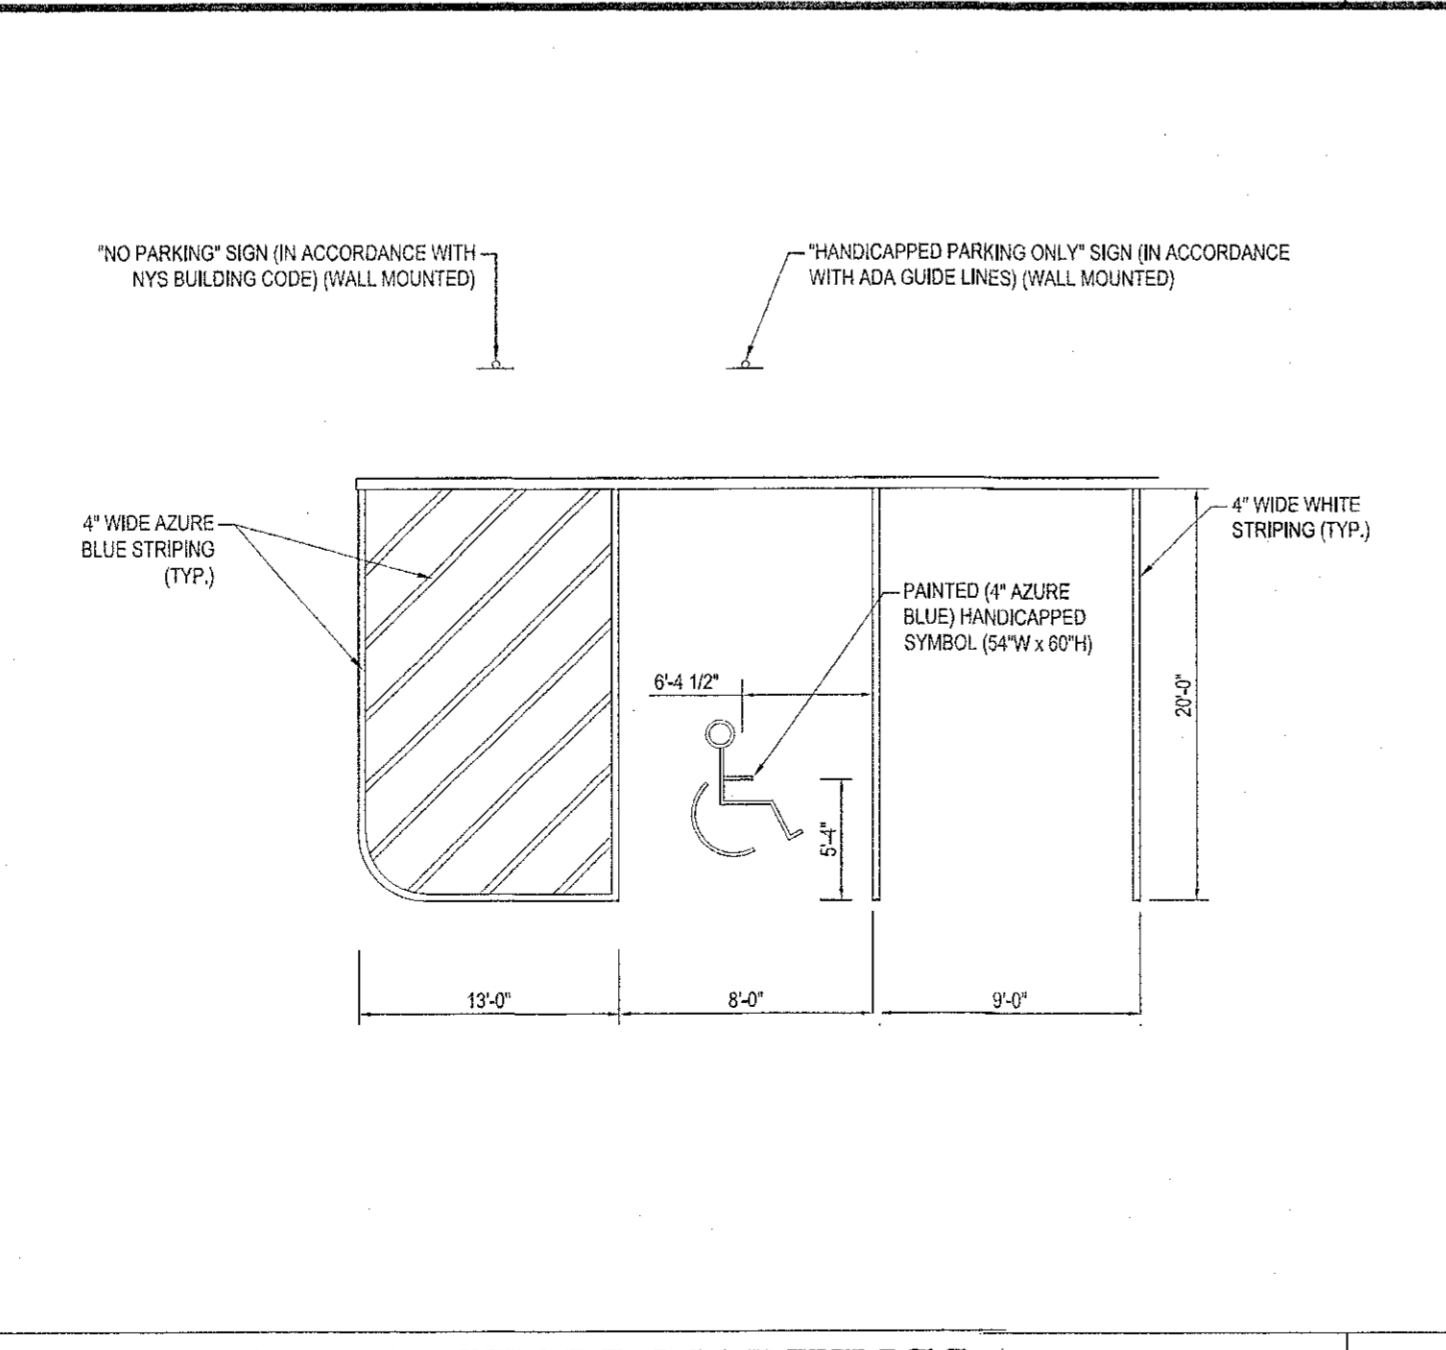 "NO PARKING" SIGN (IN ACCORDANCE WITH
NYS BUILDING CODE) (WALL MOUNTED)
"HANDICAPPED PARKING ONLY" SIGN (IN ACCORDANCE
WITH ADA GUIDE LINES) (WALL MOUNTED)
4" WIDE AZURE
BLUE STRIPING
(TYP.)
4" WIDE WHITE
STRIPING (TYP.)
PAINTED (4" AZURE
BLUE) HANDICAPPED
SYMBOL (54"W x 60"H)
6'-4 1/2"
20'-0"
5'-4"
13'-0"
8'-0"
9'-0"